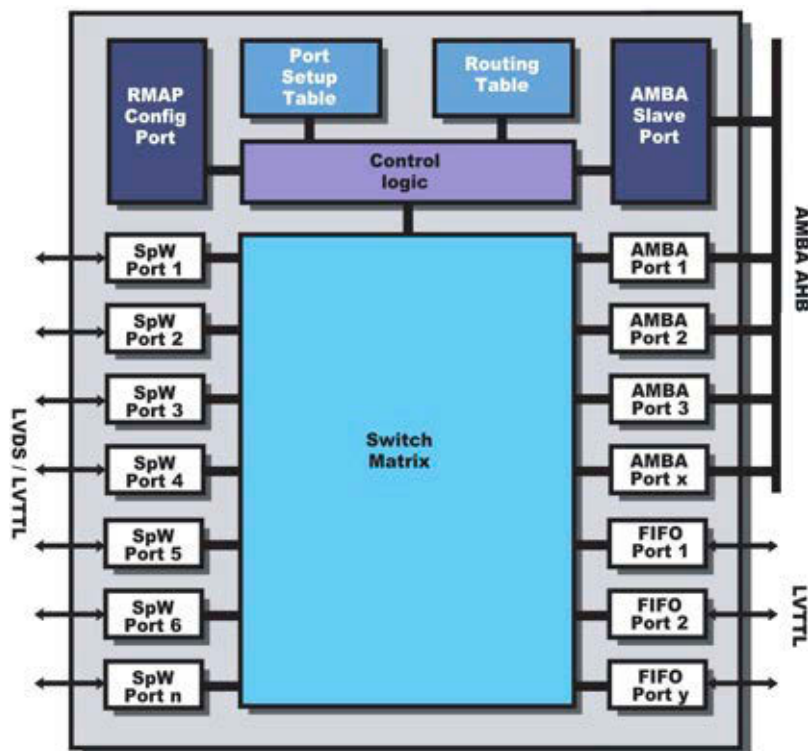 RMAP
Config
Port
Port
Setup
Table
Routing
Table
AMBA
Slave
Port
Control
logic
SpW
Port 1
SpW
Port 2
SpW
Port 3
SpW
Port 4
SpW
Port 5
SpW
Port 6
SpW
Port n
Switch
Matrix
AMBA
Port 1
AMBA
Port 2
AMBA
Port 3
AMBA
Port x
FIFO
Port 1
FIFO
Port 2
FIFO
Port y
LVDS / LVTTL
AMBA AHB
LVTTL